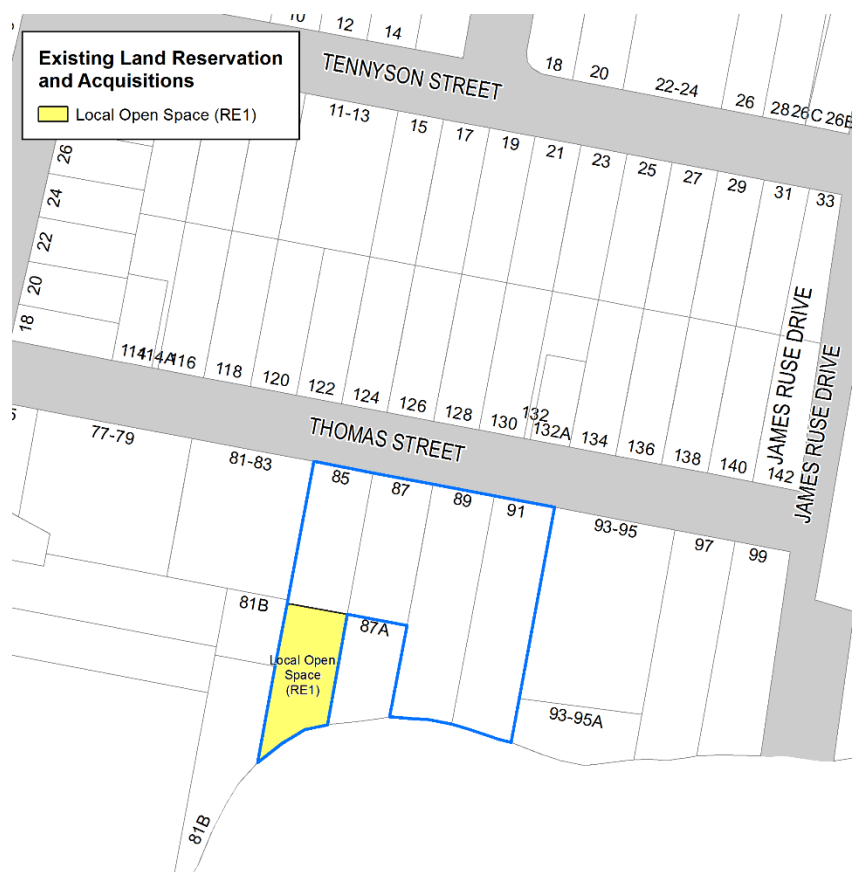 Existing Land Reservation
and Acquisitions
Local Open Space (RE1)
10
12
14
TENNYSON STREET
18
20
22-24
26
28
26C
26B
11-13
15
17
19
21
23
25
27
29
31
33
26
24
22
20
18
JAMES RUSE DRIVE
JAMES RUSE DRIVE
114
114A
116
118
120
122
124
126
128
130
132
132A
134
136
138
140
142
THOMAS STREET
77-79
81-83
85
87
89
91
93-95
97
99
81B
87A
Local Open
Space
(RE1)
93-95A
81B